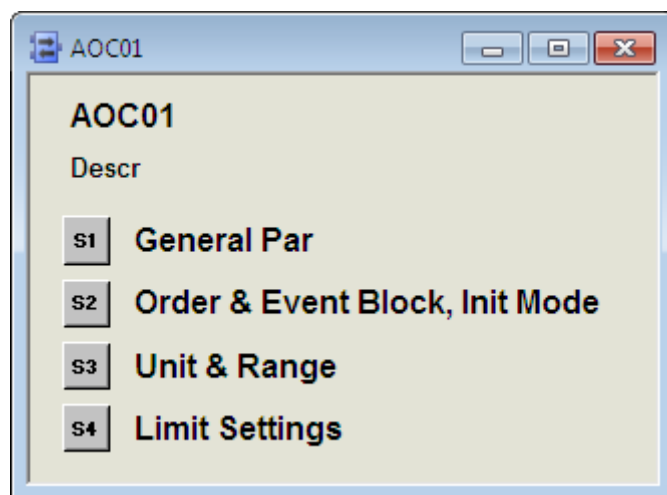 AOC01
AOC01
Descr
S1 General Par
S2 Order & Event Block, Init Mode
S3 Unit & Range
S4 Limit Settings